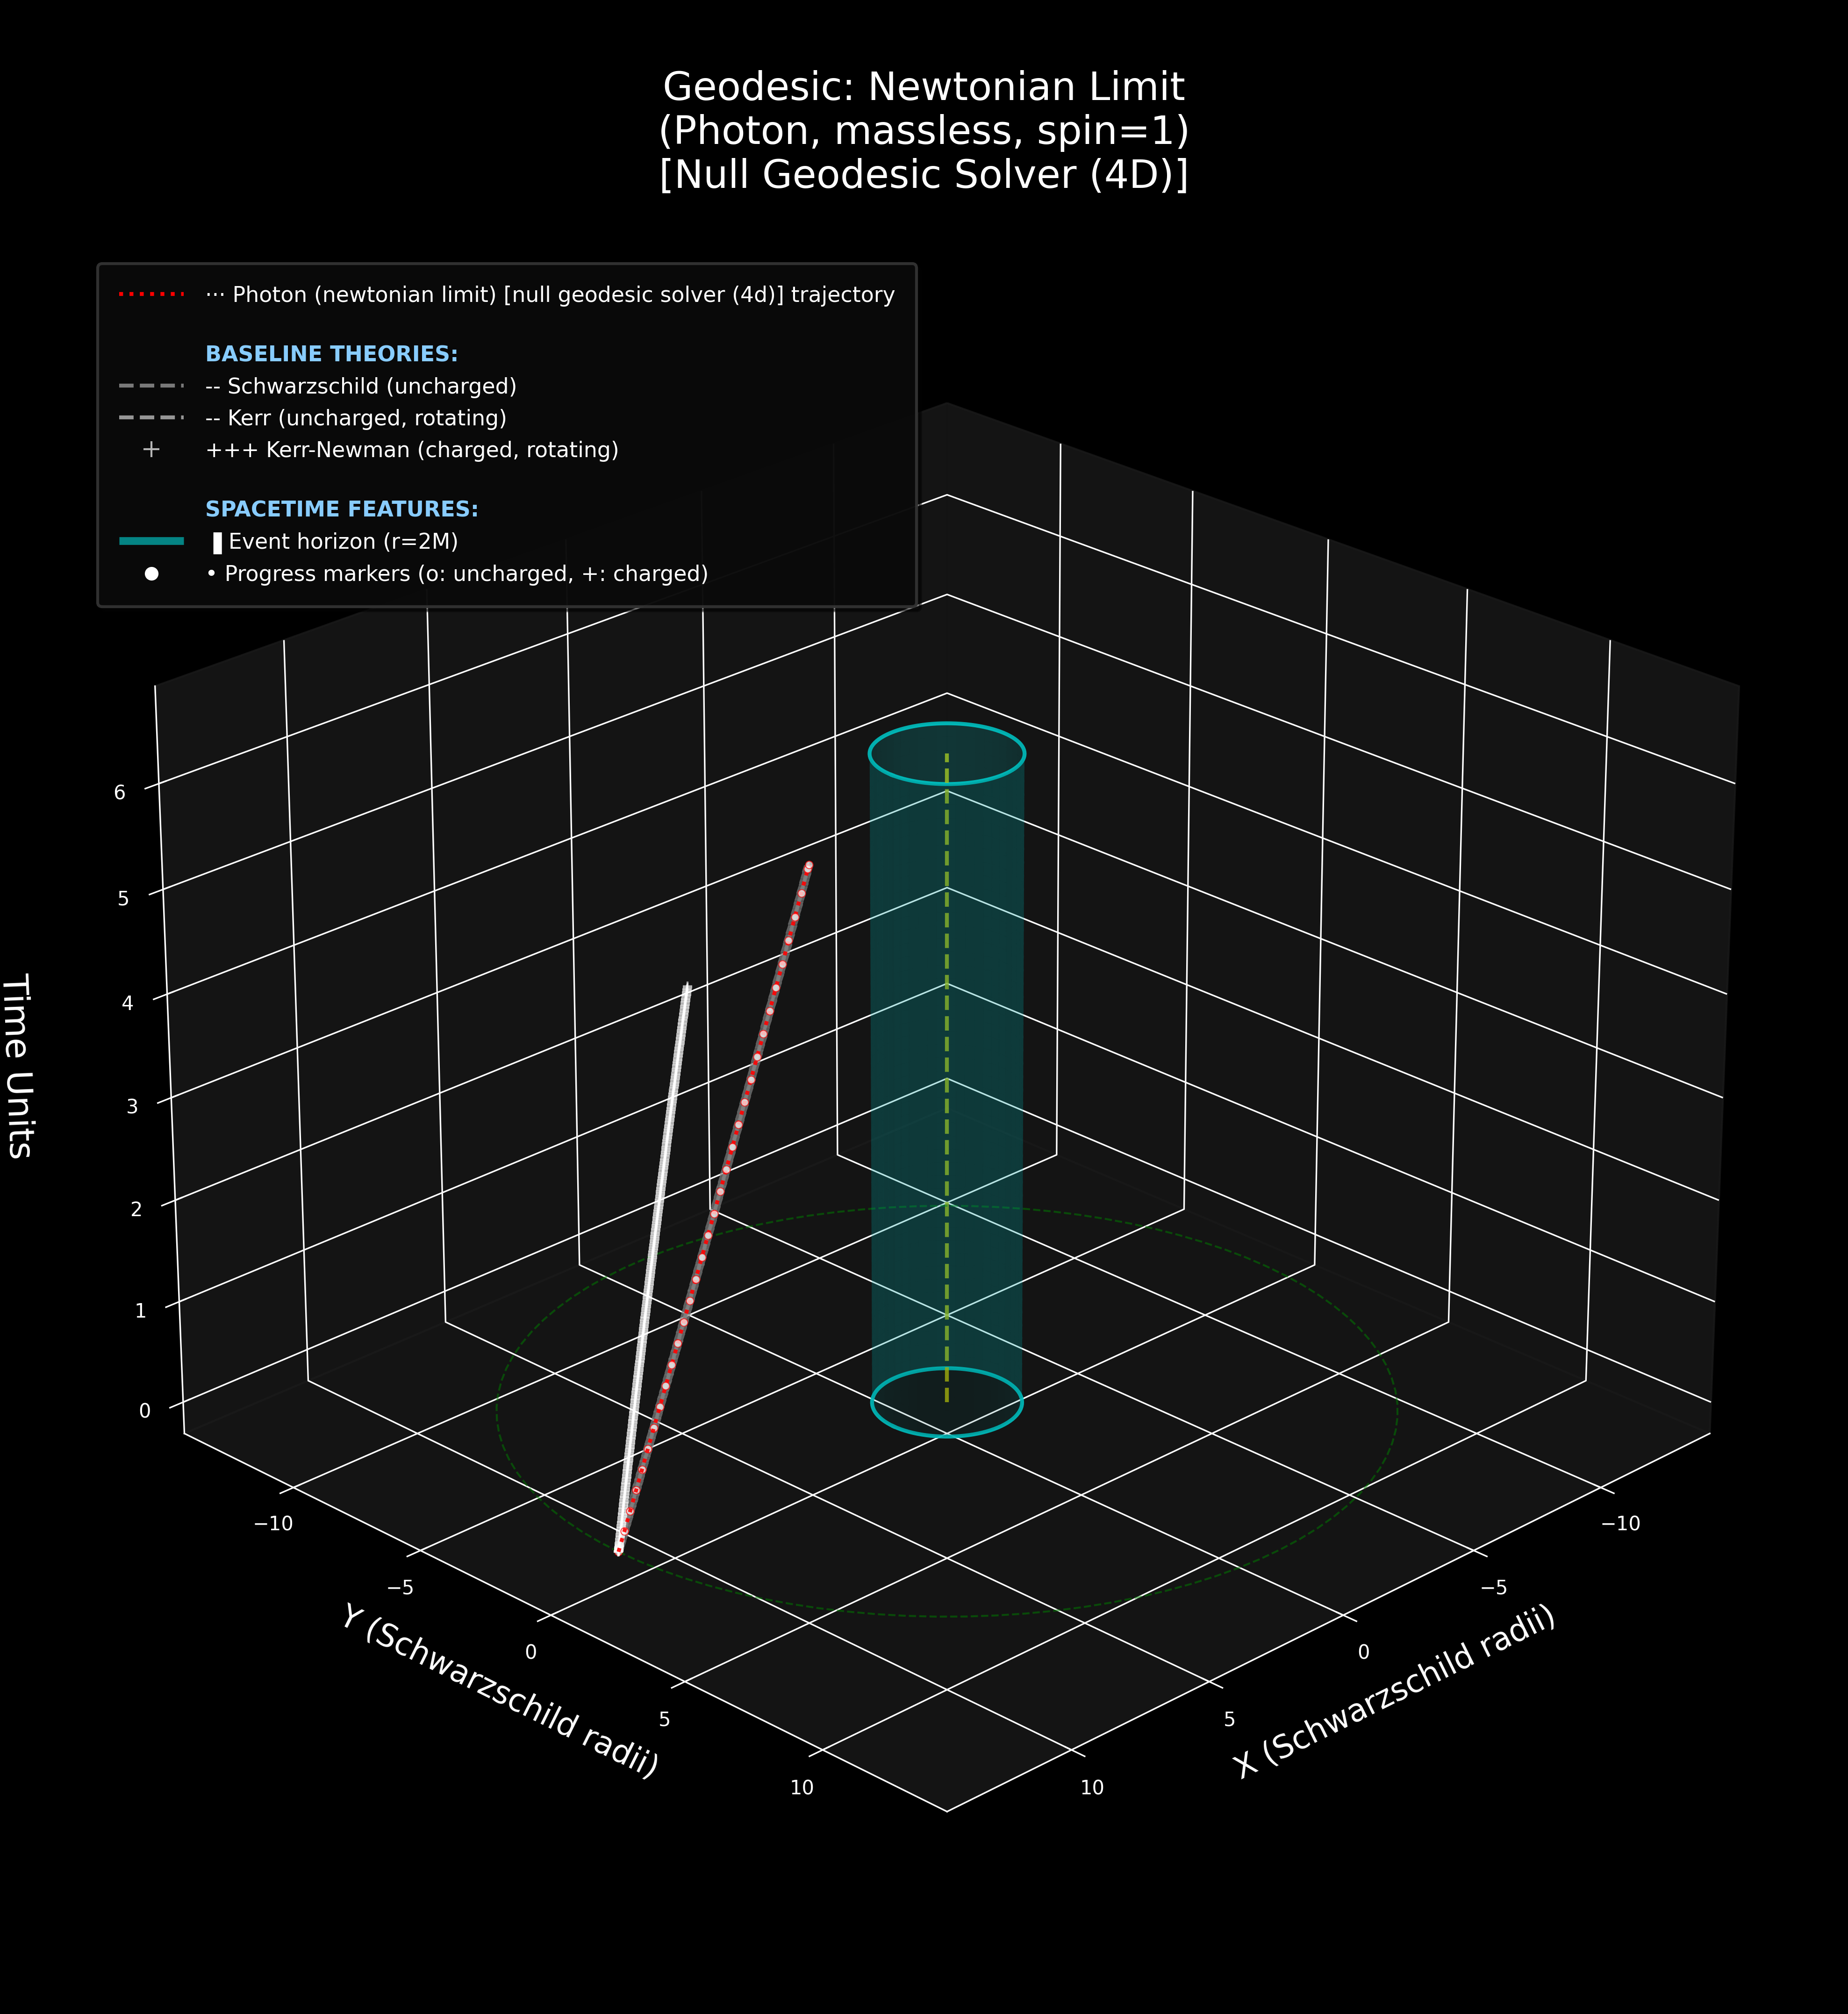 Geodesic: Newtonian Limit
(Photon, massless, spin=1)
[Null Geodesic Solver (4D)]
··· Photon (newtonian limit) [null geodesic solver (4d)] trajectory
BASELINE THEORIES:
-- Schwarzschild (uncharged)
-- Kerr (uncharged, rotating)
+++ Kerr-Newman (charged, rotating)
SPACETIME FEATURES:
▌Event horizon (r=2M)
• Progress markers (o: uncharged, +: charged)
6
5
4
3
2
1
0
Time Units
−10
−5
0
5
10
Y (Schwarzschild radii)
−10
−5
0
5
10
X (Schwarzschild radii)